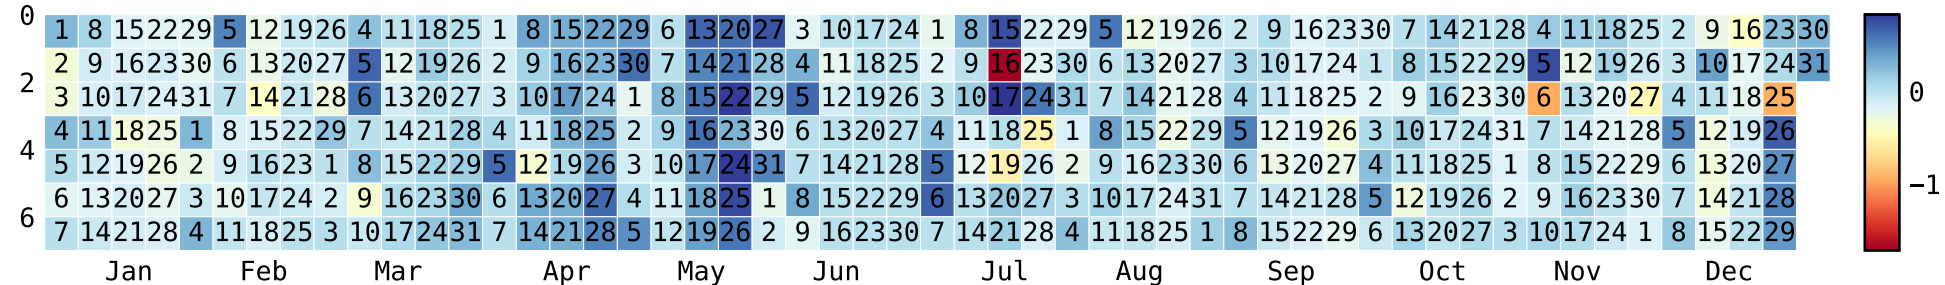 0
1 8 15 22 29 5 12 19 26 4 11 18 25 1 8 15 22 29 6 13 20 27 3 10 17 24 1 8 15 22 29 5 12 19 26 2 9 16 23 30 7 14 21 28 4 11 18 25 2 9 16 23 30
2 9 16 23 30 6 13 20 27 5 12 19 26 2 9 16 23 30 7 14 21 28 4 11 18 25 2 9 16 23 30 6 13 20 27 3 10 17 24 1 8 15 22 29 5 12 19 26 3 10 17 24 31
2
3 10 17 24 31 7 14 21 28 6 13 20 27 3 10 17 24 1 8 15 22 29 5 12 19 26 3 10 17 24 31 7 14 21 28 4 11 18 25 2 9 16 23 30 6 13 20 27 4 11 18 25
4 11 18 25 1 8 15 22 29 7 14 21 28 4 11 18 25 2 9 16 23 30 6 13 20 27 4 11 18 25 1 8 15 22 29 5 12 19 26 3 10 17 24 31 7 14 21 28 5 12 19 26
4
5 12 19 26 2 9 16 23 1 8 15 22 29 5 12 19 26 3 10 17 24 31 7 14 21 28 5 12 19 26 2 9 16 23 30 6 13 20 27 4 11 18 25 1 8 15 22 29 6 13 20 27
6 13 20 27 3 10 17 24 2 9 16 23 30 6 13 20 27 4 11 18 25 1 8 15 22 29 6 13 20 27 3 10 17 24 31 7 14 21 28 5 12 19 26 2 9 16 23 30 7 14 21 28
6
7 14 21 28 4 11 18 25 3 10 17 24 31 7 14 21 28 5 12 19 26 2 9 16 23 30 7 14 21 28 4 11 18 25 1 8 15 22 29 6 13 20 27 3 10 17 24 1 8 15 22 29
Jan Feb Mar Apr May Jun Jul Aug Sep Oct Nov Dec
0
−1